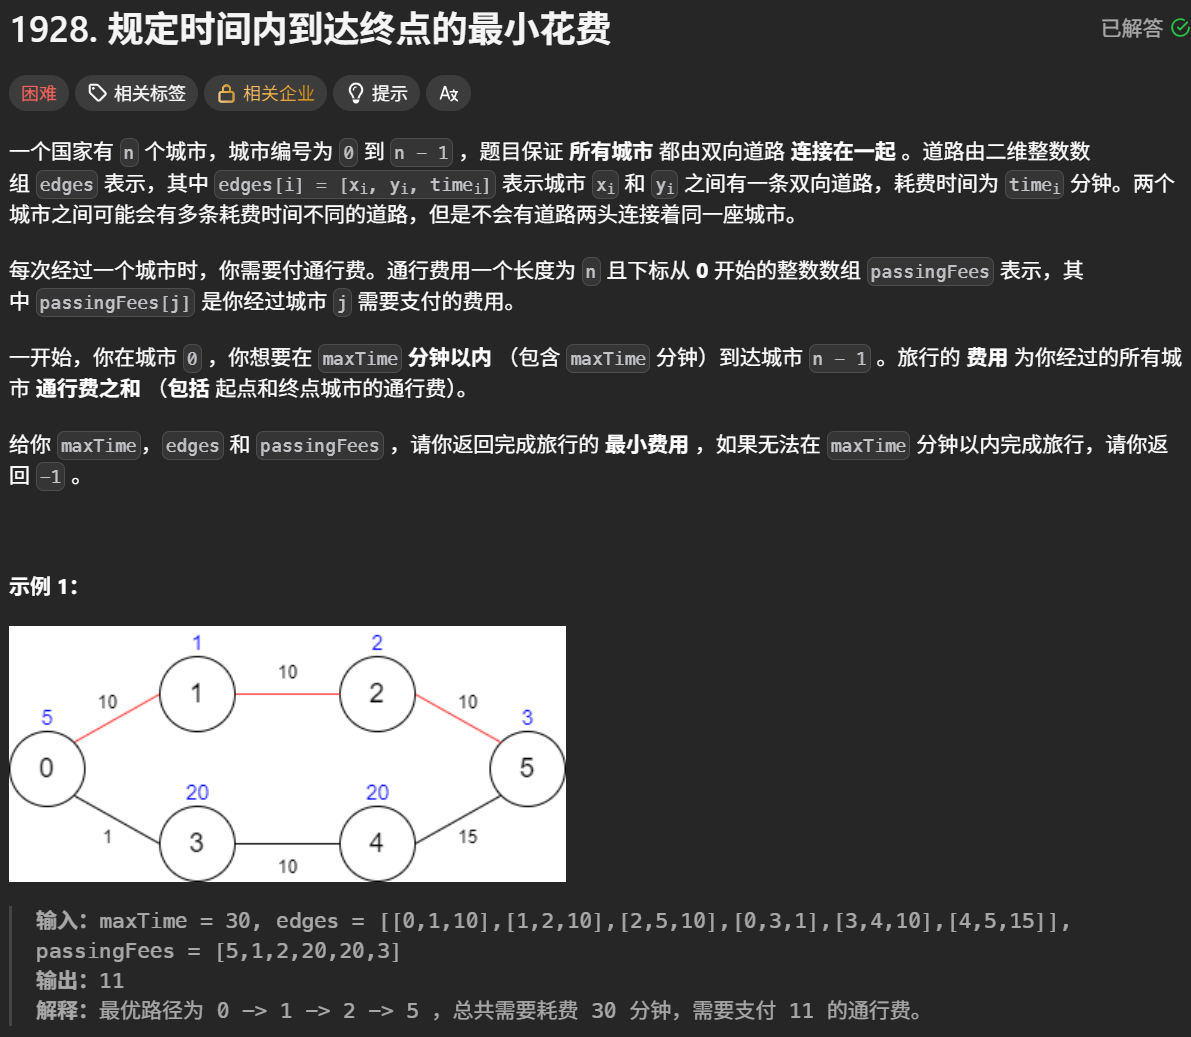 1928. 规定时间内到达终点的最小花费
已解答
困难 相关标签 相关企业 提示 A文
一个国家有 n 个城市，城市编号为 0 到 n - 1 ，题目保证 所有城市 都由双向道路 连接在一起 。道路由二维整数数
组 edges 表示，其中 edges[i] = [xi, yi, timei] 表示城市 xi 和 yi 之间有一条双向道路，耗费时间为 timei 分钟。两个
城市之间可能会有多条耗费时间不同的道路，但是不会有道路两头连接着同一座城市。
每次经过一个城市时，你需要付通行费。通行费用一个长度为 n 且下标从 0 开始的整数数组 passingFees 表示，其
中 passingFees[j] 是你经过城市 j 需要支付的费用。
一开始，你在城市 0 ，你想要在 maxTime 分钟以内 （包含 maxTime 分钟）到达城市 n - 1 。旅行的 费用 为你经过的所有城
市 通行费之和 （包括 起点和终点城市的通行费）。
给你 maxTime，edges 和 passingFees ，请你返回完成旅行的 最小费用 ，如果无法在 maxTime 分钟以内完成旅行，请你返
回 -1 。
示例 1：
1 2
10
10 1 2 10
5 3
0 5
20 20
1 3 4 15
10
输入：maxTime = 30, edges = [[0,1,10],[1,2,10],[2,5,10],[0,3,1],[3,4,10],[4,5,15]],
passingFees = [5,1,2,20,20,3]
输出：11
解释：最优路径为 0 -> 1 -> 2 -> 5 ，总共需要耗费 30 分钟，需要支付 11 的通行费。